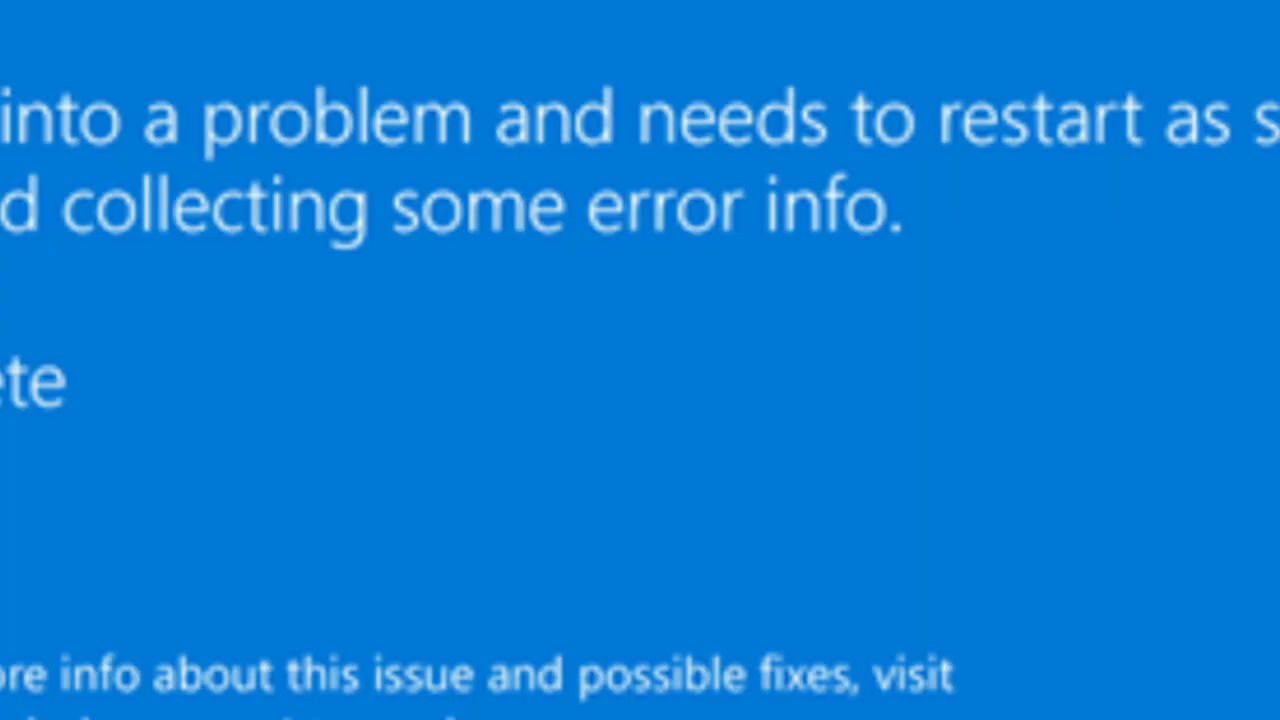 into a problem and needs to restart as s
d collecting some error info.
ete
ore info about this issue and possible fixes, visit